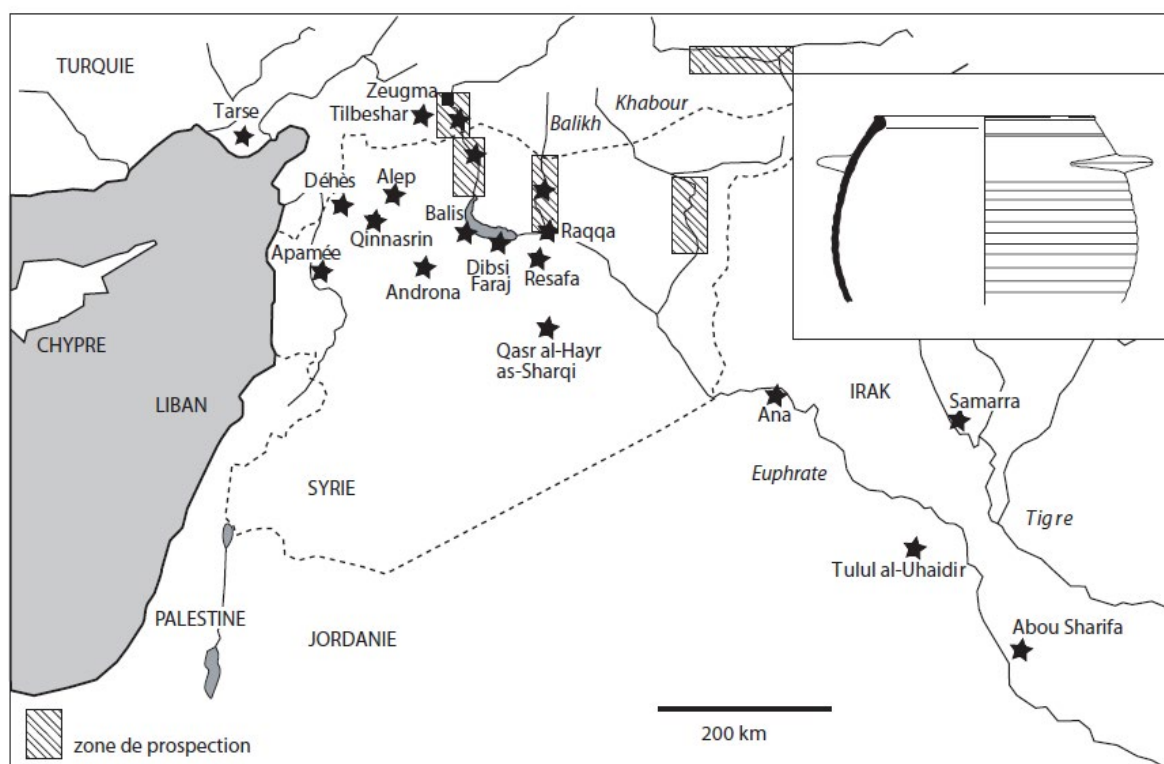 TURQUIE
Zeugma
Tarse
Tilbeshar
Khabour
Balikh
Déhès
Alep
Balis
Raqqa
Qinnasrin
Apamée
Dibsi
Faraj
Resafa
Androna
CHYPRE
Qasr al-Hayr
as-Sharqi
LIBAN
IRAK
Samarra
Ana
SYRIE
Euphrate
Tigre
Tulul al-Uhaidir
PALESTINE
JORDANIE
Abou Sharifa
200 km
zone de prospection